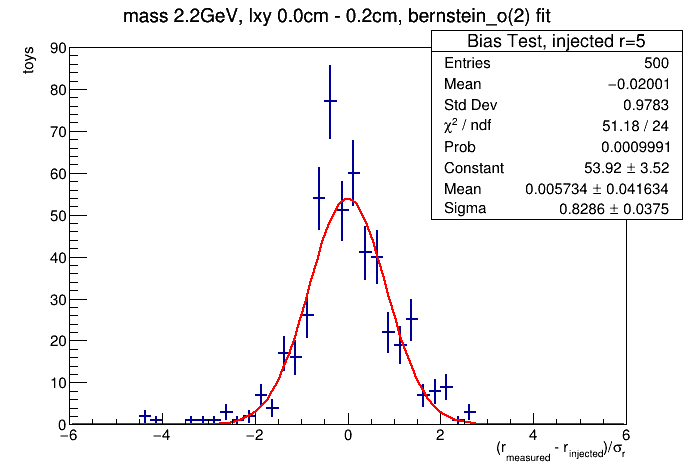 mass 2.2GeV, lxy 0.0cm - 0.2cm, bernstein_o(2) fit
toys
90
80
70
60
50
40
30
20
10
0
−6
−4
−2
0
2
4
6
(r_measured - r_injected)/σ_r
Bias Test, injected r=5
Entries 500
Mean −0.02001
Std Dev 0.9783
χ² / ndf 51.18 / 24
Prob 0.0009991
Constant 53.92 ± 3.52
Mean 0.005734 ± 0.041634
Sigma 0.8286 ± 0.0375